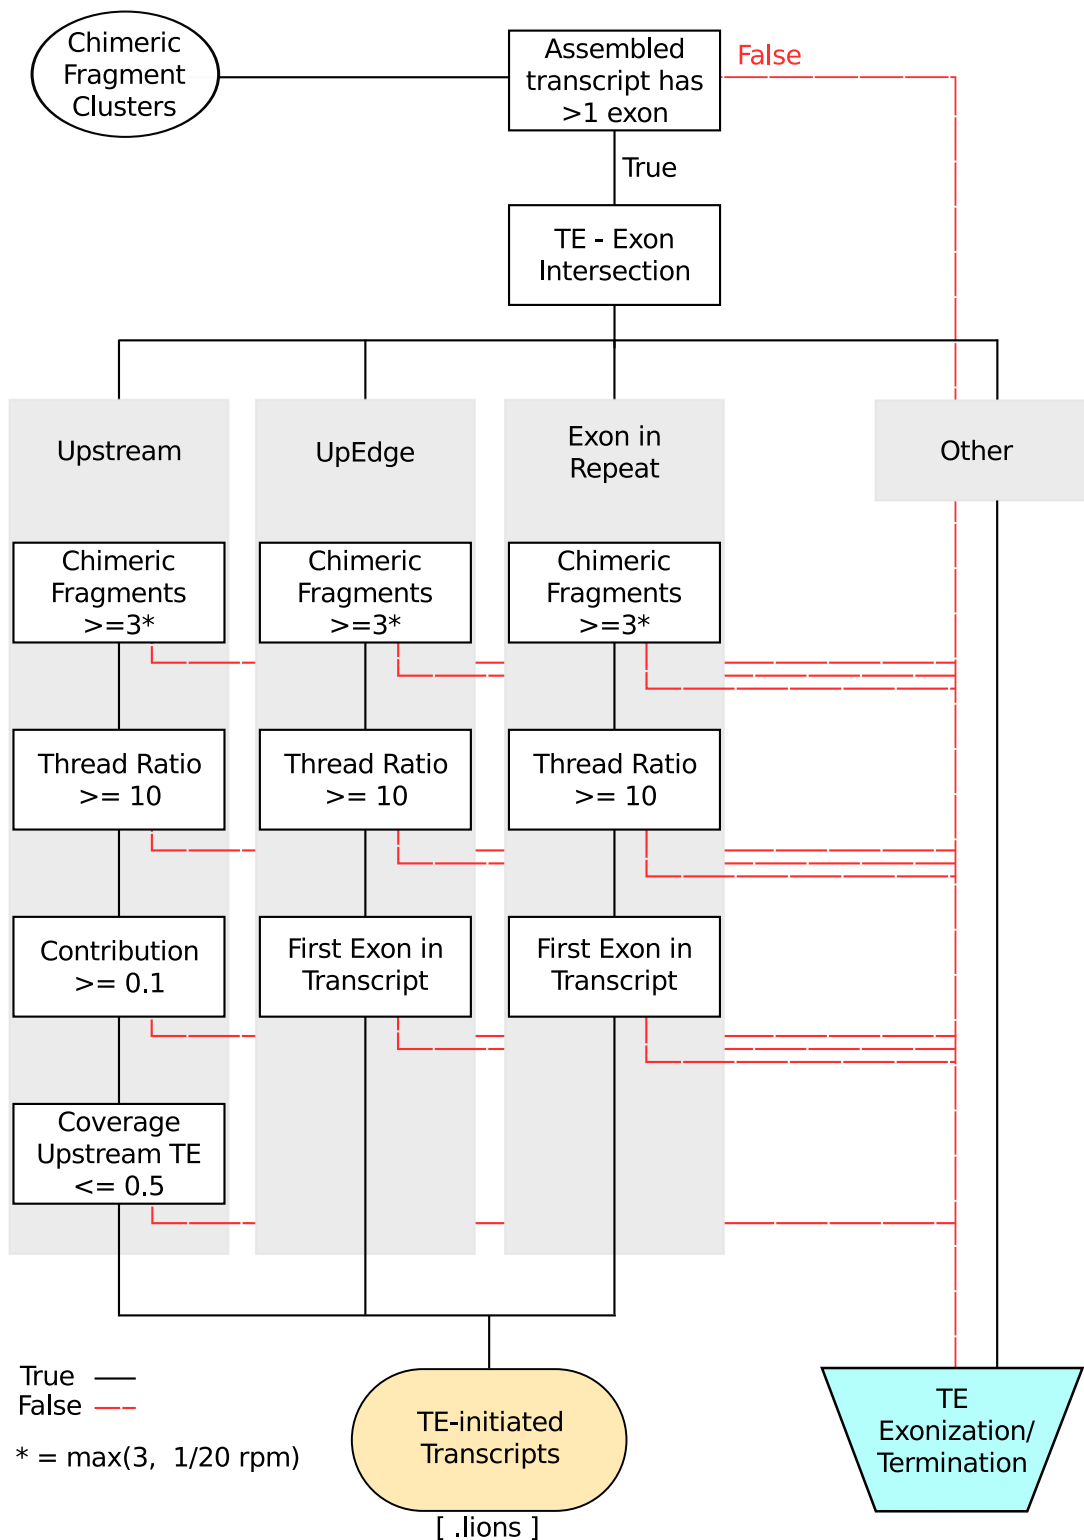 Chimeric
Fragment
Clusters
Assembled
transcript has
>1 exon
False
True
TE - Exon
Intersection
Upstream
UpEdge
Exon in
Repeat
Other
Chimeric
Fragments
>=3*
Chimeric
Fragments
>=3*
Chimeric
Fragments
>=3*
Thread Ratio
>= 10
Thread Ratio
>= 10
Thread Ratio
>= 10
Contribution
>= 0.1
First Exon in
Transcript
First Exon in
Transcript
Coverage
Upstream TE
<= 0.5
True
False
* = max(3, 1/20 rpm)
TE-initiated
Transcripts
[ .lions ]
TE
Exonization/
Termination